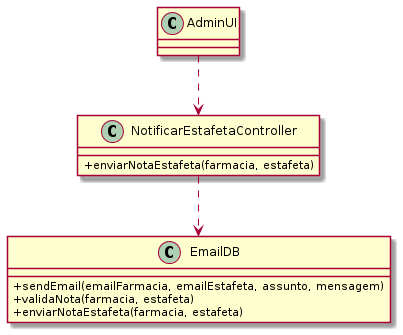 C AdminUI
C NotificarEstafetaController
+enviarNotaEstafeta(farmacia, estafeta)
C EmailDB
+sendEmail(emailFarmacia, emailEstafeta, assunto, mensagem)
+validaNota(farmacia, estafeta)
+enviarNotaEstafeta(farmacia, estafeta)